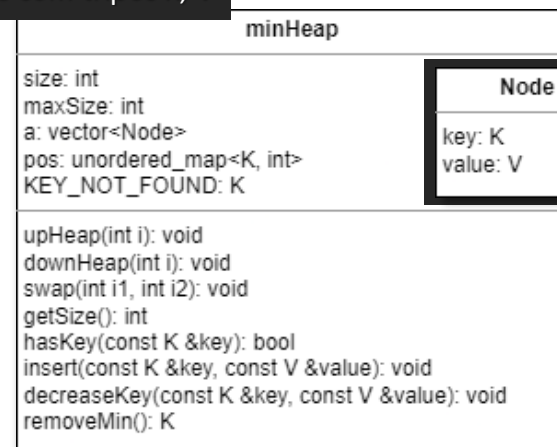 minHeap
size: int
maxSize: int
a: vector<Node>
pos: unordered_map<K, int>
KEY_NOT_FOUND: K
Node
key: K
value: V
upHeap(int i): void
downHeap(int i): void
swap(int i1, int i2): void
getSize(): int
hasKey(const K &key): bool
insert(const K &key, const V &value): void
decreaseKey(const K &key, const V &value): void
removeMin(): K